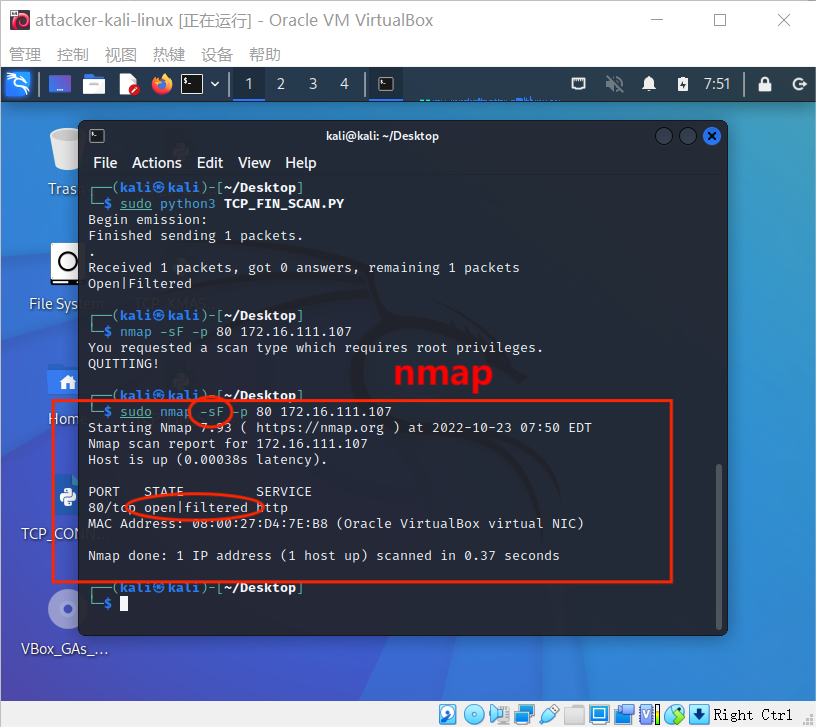 attacker-kali-linux [正在运行] - Oracle VM VirtualBox
管理 控制 视图 热键 设备 帮助
1 2 3 4 7:51
kali@kali: ~/Desktop
File Actions Edit View Help
Trash
File System
Home
VBox_GAs_...
┌──(kali㉿kali)-[~/Desktop]
└─$ sudo python3 TCP_FIN_SCAN.PY
Begin emission:
Finished sending 1 packets.
.
Received 1 packets, got 0 answers, remaining 1 packets
Open|Filtered
┌──(kali㉿kali)-[~/Desktop]
└─$ nmap -sF -p 80 172.16.111.107
You requested a scan type which requires root privileges.
QUITTING!
nmap
┌──(kali㉿kali)-[~/Desktop]
└─$ sudo nmap -sF -p 80 172.16.111.107
Starting Nmap 7.93 ( https://nmap.org ) at 2022-10-23 07:50 EDT
Nmap scan report for 172.16.111.107
Host is up (0.00038s latency).
PORT STATE SERVICE
80/tcp open|filtered http
MAC Address: 08:00:27:D4:7E:B8 (Oracle VirtualBox virtual NIC)
Nmap done: 1 IP address (1 host up) scanned in 0.37 seconds
┌──(kali㉿kali)-[~/Desktop]
└─$
Right Ctrl